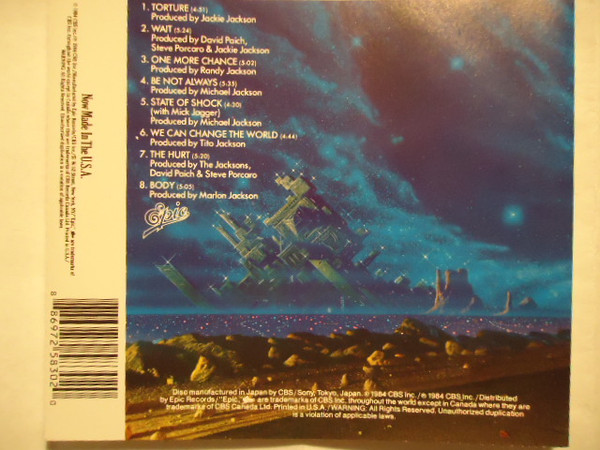 1. TORTURE (4:51)
Produced by Jackie Jackson
2. WAIT (5:24)
Produced by David Paich,
Steve Porcaro & Jackie Jackson
3. ONE MORE CHANCE (5:02)
Produced by Randy Jackson
4. BE NOT ALWAYS (5:35)
Produced by Michael Jackson
5. STATE OF SHOCK (4:30)
(with Mick Jagger)
Produced by Michael Jackson
6. WE CAN CHANGE THE WORLD (4:44)
Produced by Tito Jackson
7. THE HURT (5:20)
Produced by The Jacksons,
David Paich & Steve Porcaro
8. BODY (5:05)
Produced by Marlon Jackson
Epic
Disc manufactured in Japan by CBS/Sony, Tokyo, Japan. ℗ 1984 CBS Inc./© 1984 CBS Inc./Distributed
by Epic Records/"Epic," are trademarks of CBS Inc. throughout the world except in Canada where they are
trademarks of CBS Canada Ltd. Printed in U.S.A./WARNING: All Rights Reserved. Unauthorized duplication
is a violation of applicable laws.
Now Made In The U.S.A.
8 86972 58302 0